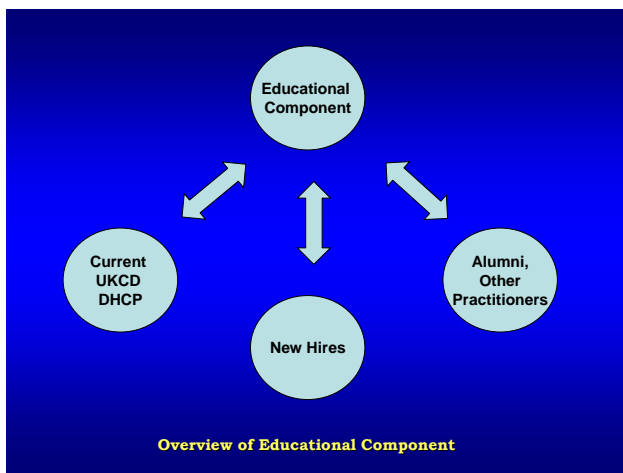 Educational
Component
Current
UKCD
DHCP
Alumni,
Other
Practitioners
New Hires
Overview of Educational Component